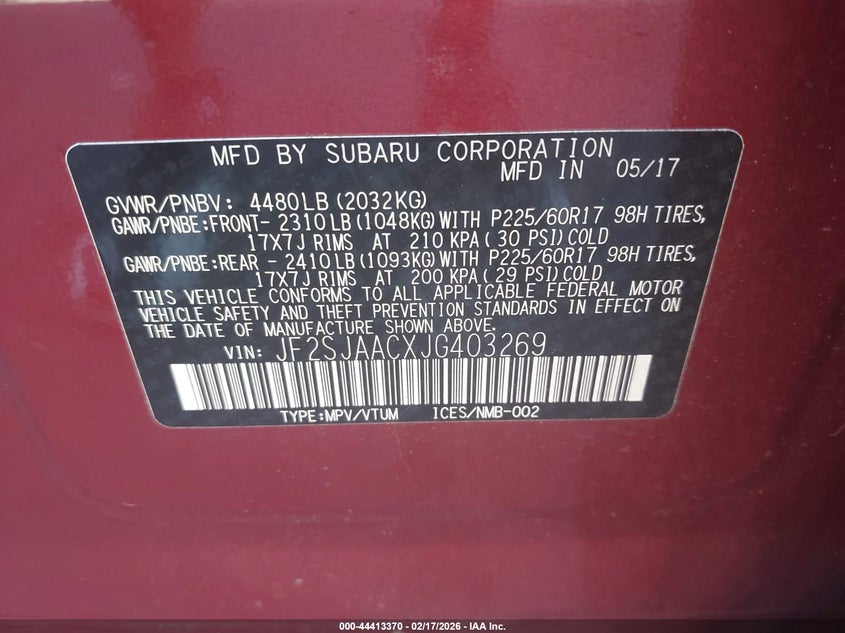 MFD BY SUBARU CORPORATION
MFD IN 05/17
GVWR/PNBV: 4480LB (2032KG)
GAWR/PNBE:FRONT- 2310LB (1048KG) WITH P225/60R17 98H TIRES,
17X7J RIMS AT 210 KPA (30 PSI) COLD
GAWR/PNBE:REAR - 2410LB (1093KG) WITH P225/60R17 98H TIRES,
17X7J RIMS AT 200 KPA (29 PSI) COLD
THIS VEHICLE CONFORMS TO ALL APPLICABLE FEDERAL MOTOR
VEHICLE SAFETY AND THEFT PREVENTION STANDARDS IN EFFECT ON
THE DATE OF MANUFACTURE SHOWN ABOVE.
VIN: JF2SJAACXJG403269
TYPE:MPV/VTUM ICES/NMB-002
000-44413370 - 02/17/2026 - IAA Inc.